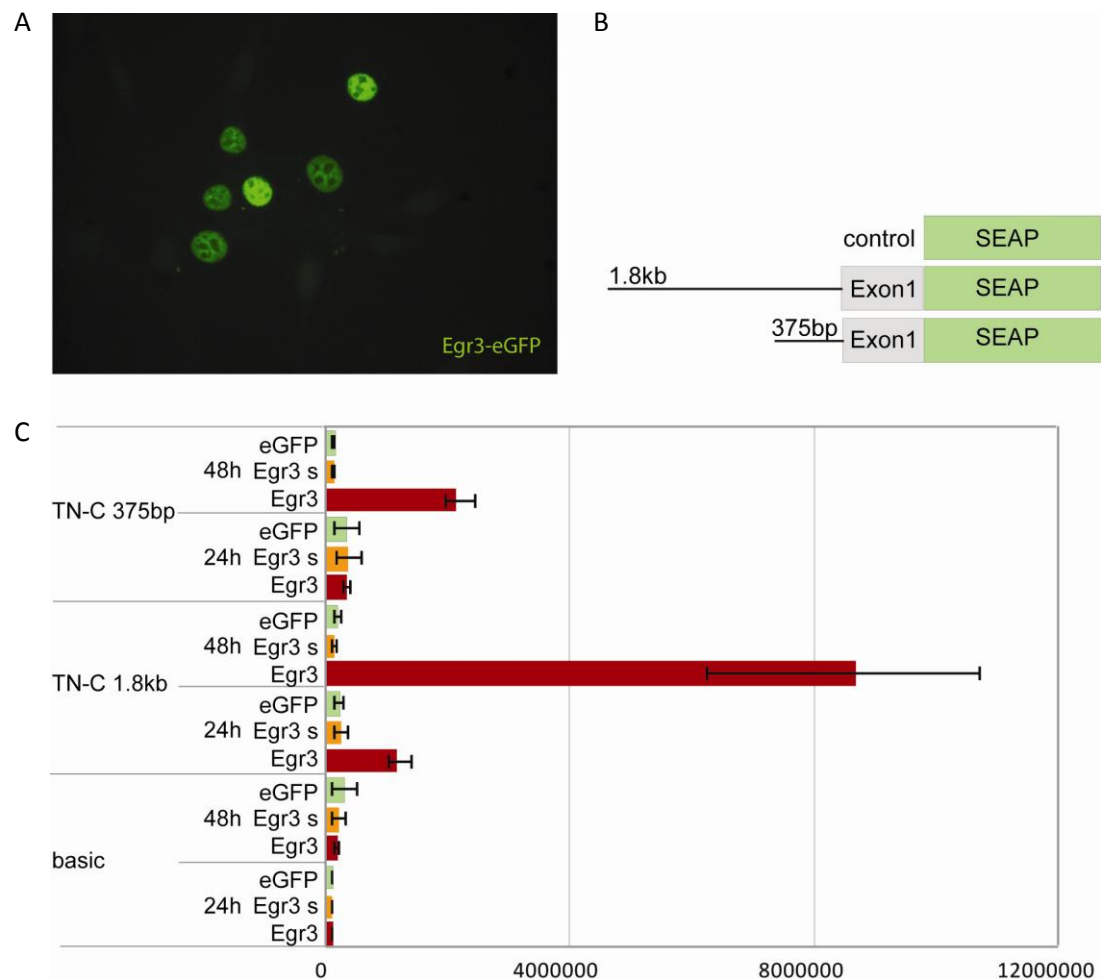 A
B
Egr3-eGFP
control SEAP
1.8kb
Exon1 SEAP
375bp
Exon1 SEAP
C
eGFP
48h Egr3 s
Egr3
TN-C 375bp
eGFP
24h Egr3 s
Egr3
eGFP
48h Egr3 s
Egr3
TN-C 1.8kb
eGFP
24h Egr3 s
Egr3
eGFP
48h Egr3 s
Egr3
basic
eGFP
24h Egr3 s
Egr3
0 4000000 8000000 12000000